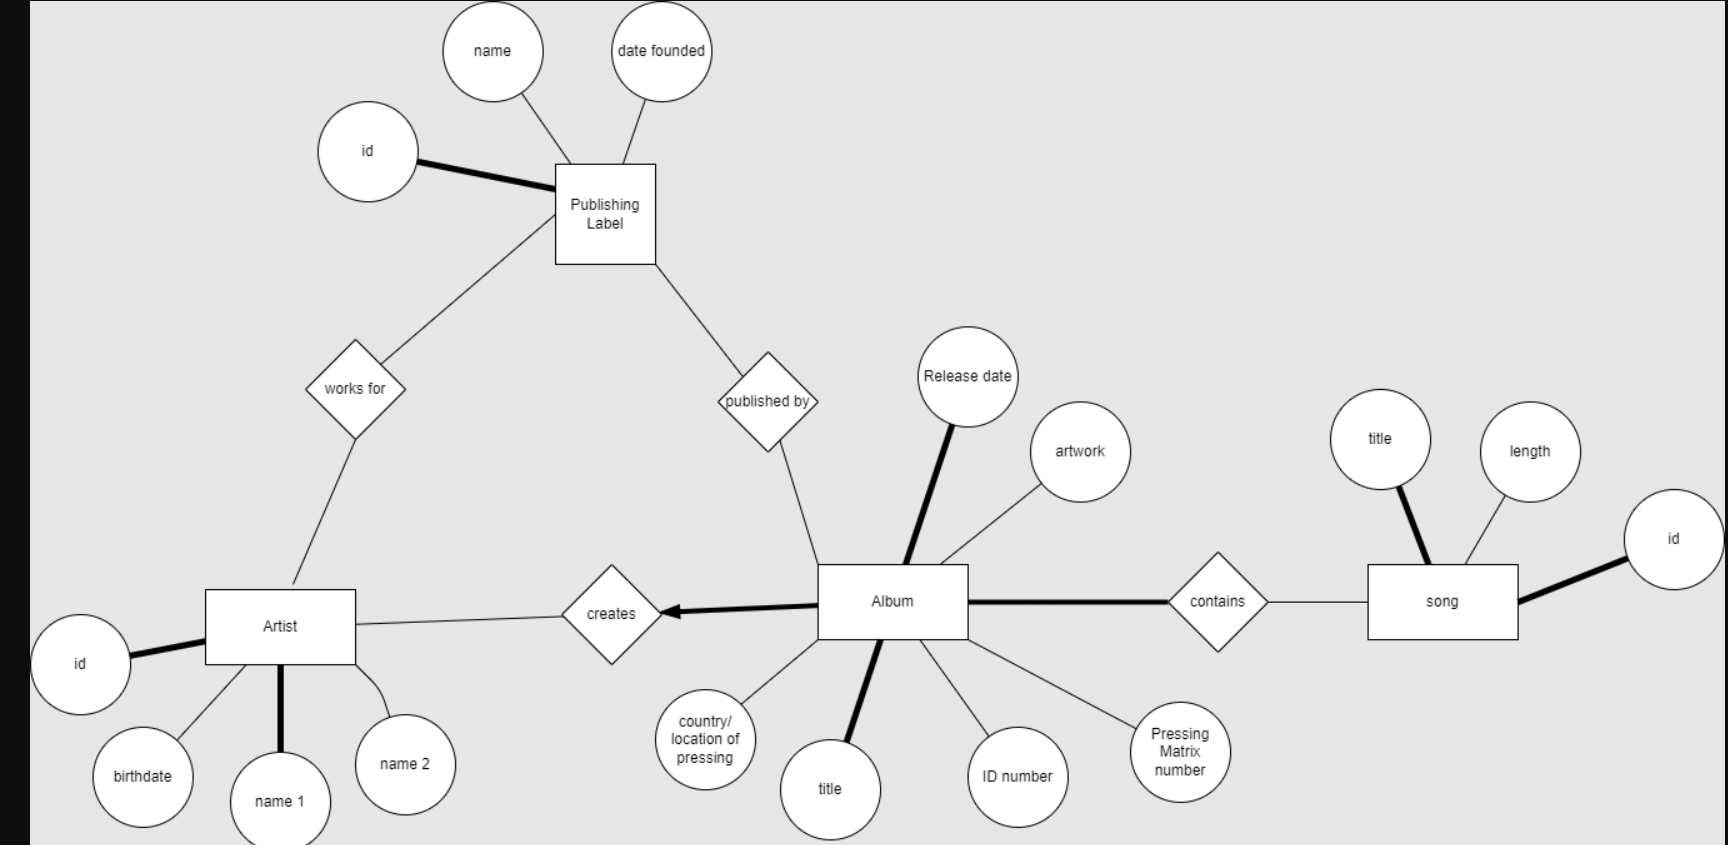 name
date founded
id
Publishing
Label
works for
published by
Release date
artwork
title
length
id
Artist
creates
Album
contains
song
id
birthdate
name 1
name 2
country/
location of
pressing
title
ID number
Pressing
Matrix
number